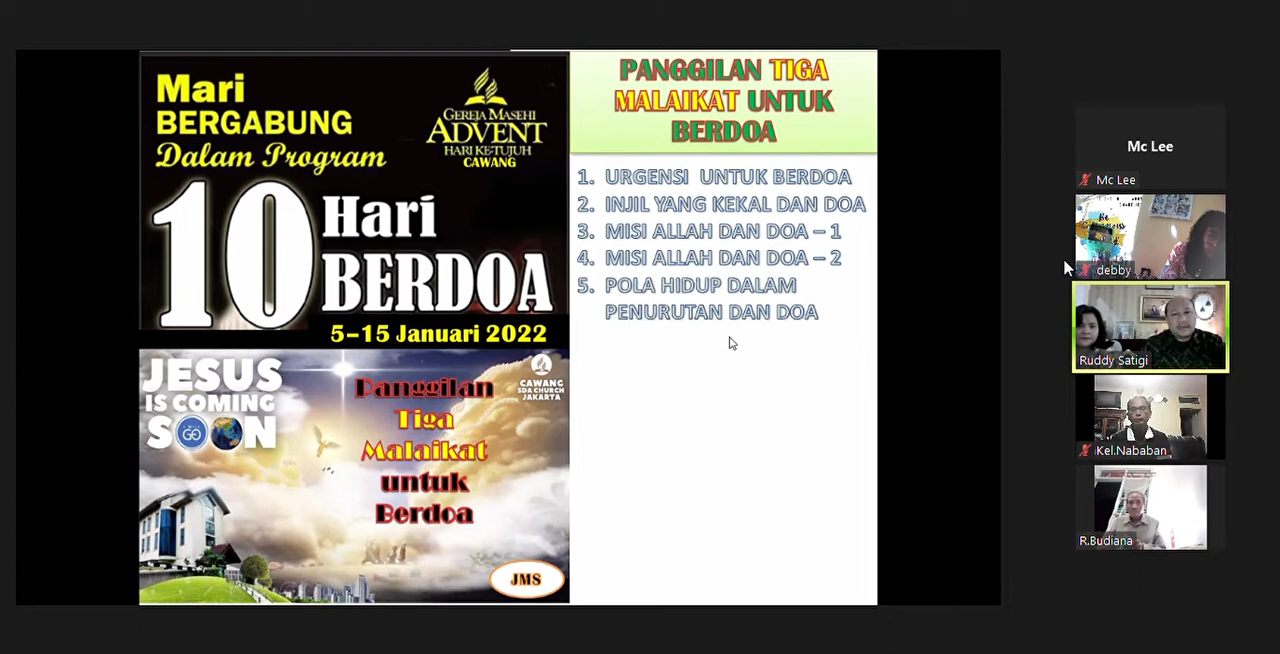 Mari
BERGABUNG
Dalam Program
GEREJA MASEHI
ADVENT
HARI KETUJUH
CAWANG
10 Hari
BERDOA
5-15 Januari 2022
JESUS
IS COMING
SOON
I WILL
GO
Panggilan
Tiga
Malaikat
untuk
Berdoa
CAWANG
SDA CHURCH
JAKARTA
JMS
PANGGILAN TIGA
MALAIKAT UNTUK
BERDOA
1. URGENSI UNTUK BERDOA
2. INJIL YANG KEKAL DAN DOA
3. MISI ALLAH DAN DOA – 1
4. MISI ALLAH DAN DOA – 2
5. POLA HIDUP DALAM
PENURUTAN DAN DOA
Mc Lee
Mc Lee
debby
Ruddy Satigi
Kel.Nababan
R.Budiana